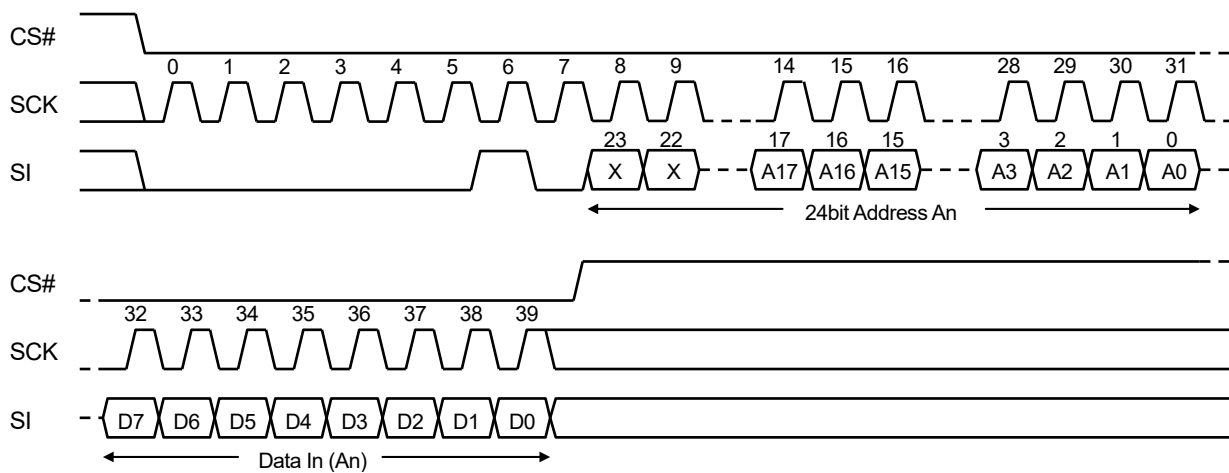 CS#
0 1 2 3 4 5 6 7 8 9 14 15 16 28 29 30 31
SCK
23 22 17 16 15 3 2 1 0
SI X X A17 A16 A15 A3 A2 A1 A0
24bit Address An
CS#
32 33 34 35 36 37 38 39
SCK
SI D7 D6 D5 D4 D3 D2 D1 D0
Data In (An)